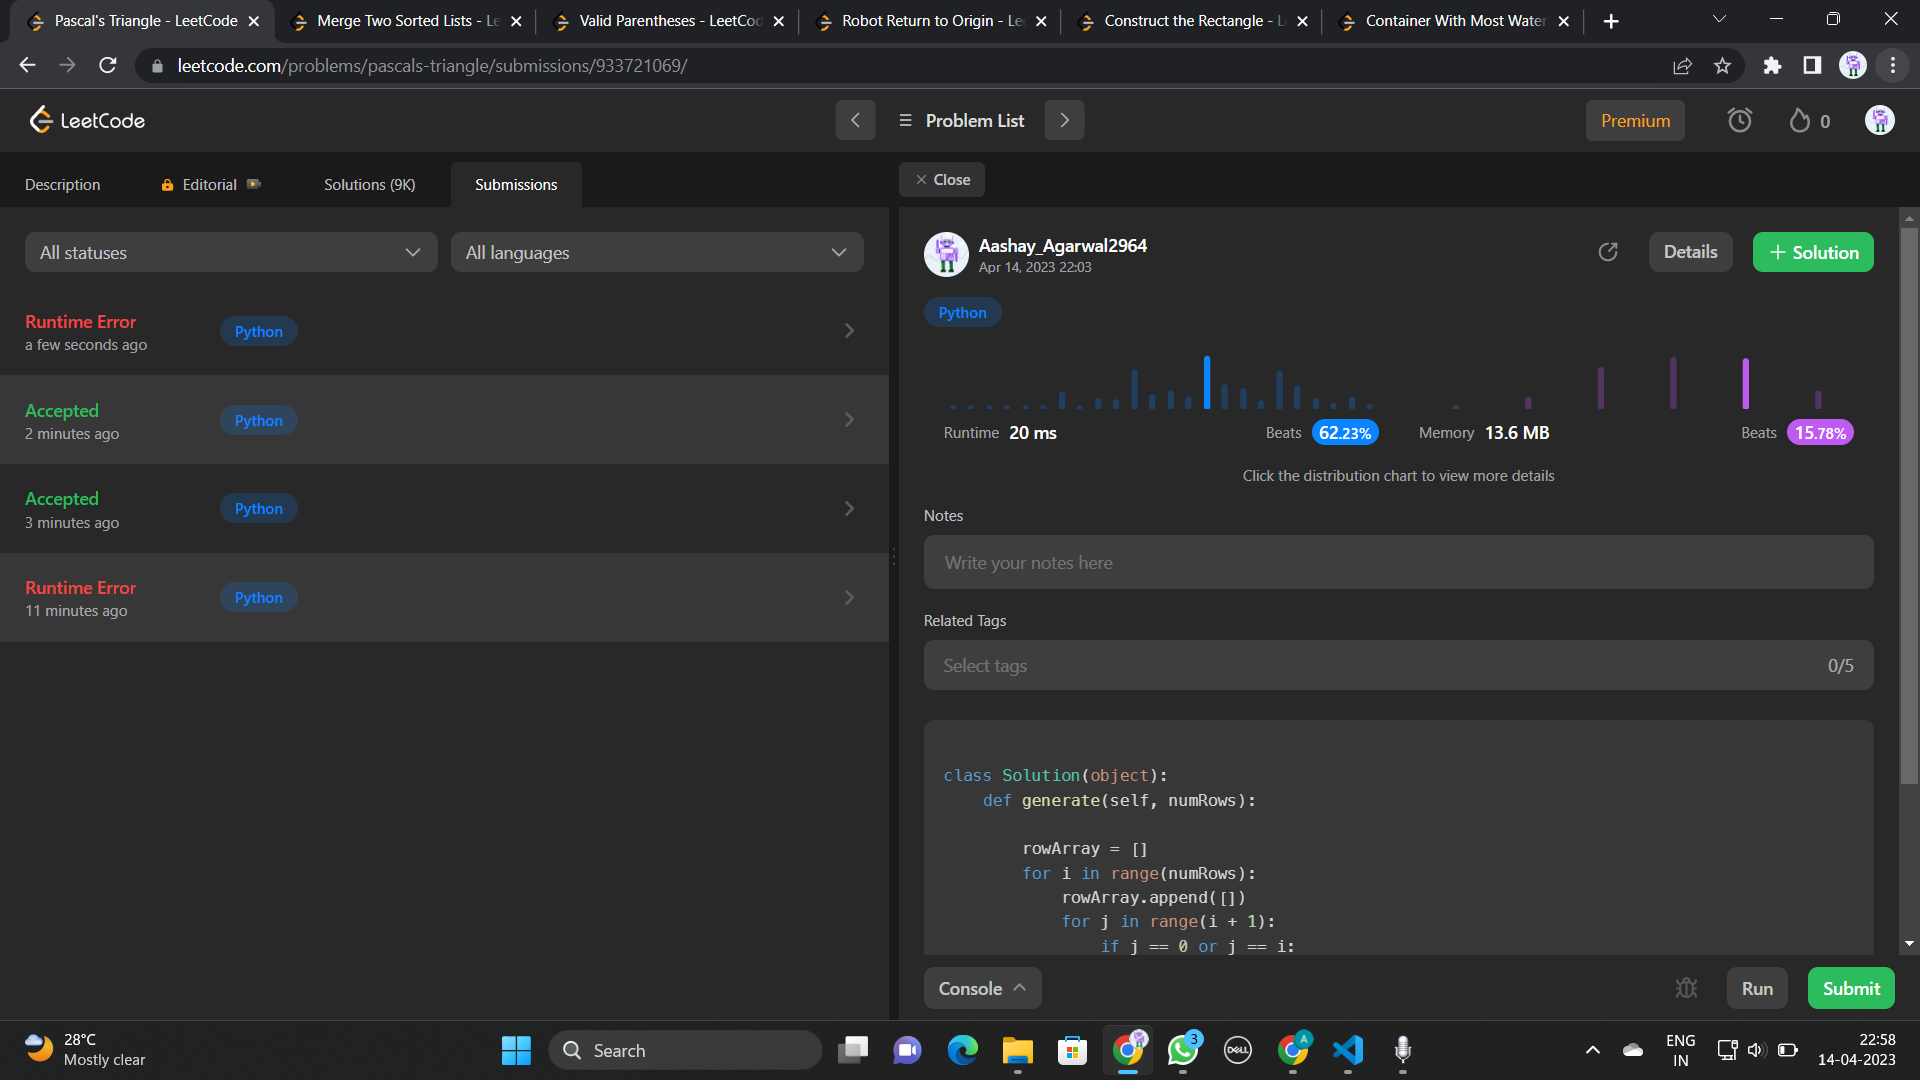 Pascal's Triangle - LeetCode
Merge Two Sorted Lists - Le
Valid Parentheses - LeetCod
Robot Return to Origin - Le
Construct the Rectangle - L
Container With Most Water
leetcode.com/problems/pascals-triangle/submissions/933721069/
LeetCode
Problem List
Premium
0
Description
Editorial
Solutions (9K)
Submissions
Close
All statuses
All languages
Runtime Error
a few seconds ago
Python
Accepted
2 minutes ago
Python
Accepted
3 minutes ago
Python
Runtime Error
11 minutes ago
Python
Aashay_Agarwal2964
Apr 14, 2023 22:03
Details
+ Solution
Python
Runtime 20 ms
Beats 62.23%
Memory 13.6 MB
Beats 15.78%
Click the distribution chart to view more details
Notes
Write your notes here
Related Tags
Select tags
0/5
class Solution(object):
def generate(self, numRows):
rowArray = []
for i in range(numRows):
rowArray.append([])
for j in range(i + 1):
if j == 0 or j == i:
Console
Run
Submit
28°C
Mostly clear
Search
DELL
A
3
ENG
IN
22:58
14-04-2023